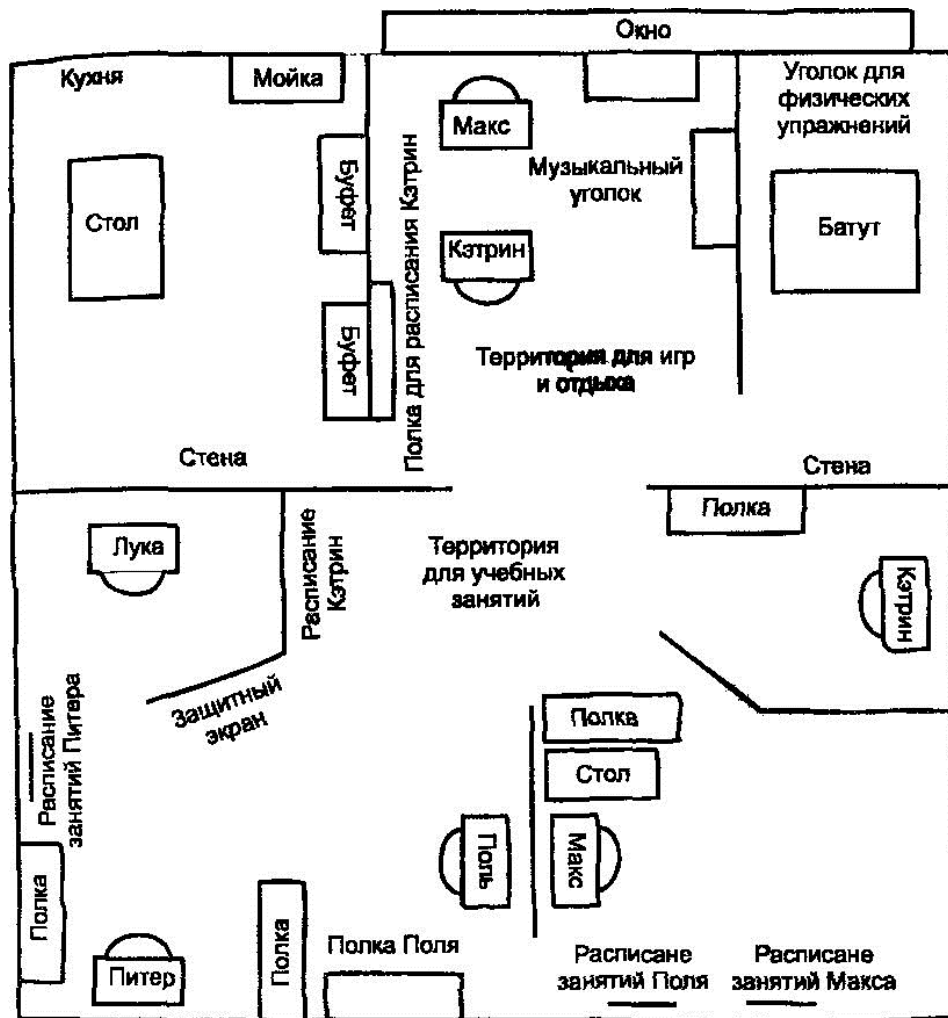 Окно
Кухня
Мойка
Уголок для
физических
упражнений
Макс
Буфет
Музыкальный
уголок
Стол
Батут
Кэтрин
Полка для расписания Кэтрин
Буфет
Территория для игр
и отдыха
Стена
Стена
Полка
Лука
Расписание
Кэтрин
Территория
для учебных
занятий
Кэтрин
Защитный
экран
Расписание
занятий Питера
Полка
Стол
Поль
Макс
Полка
Питер
Полка
Полка Поля
Расписане
занятий Поля
Расписане
занятий Макса